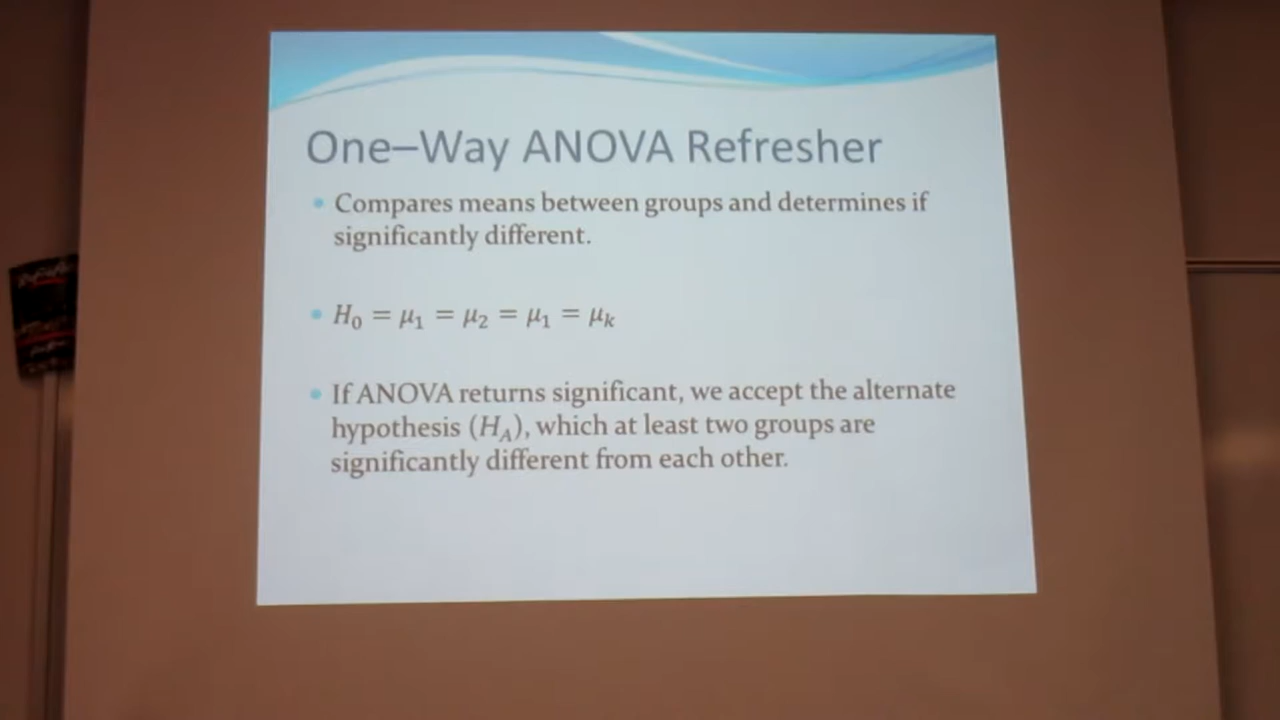 One–Way ANOVA Refresher
• Compares means between groups and determines if
significantly different.
• H₀ = μ₁ = μ₂ = μ₁ = μₖ
• If ANOVA returns significant, we accept the alternate
hypothesis (H_A), which at least two groups are
significantly different from each other.